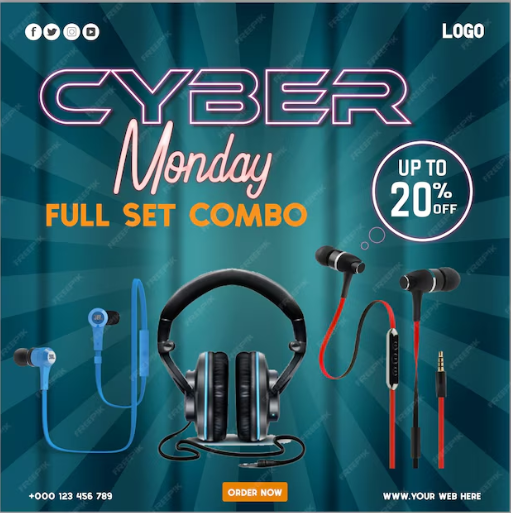 LOGO
CYBER
Monday
FULL SET COMBO
UP TO
20% OFF
+000 123 456 789
ORDER NOW
WWW.YOUR WEB HERE